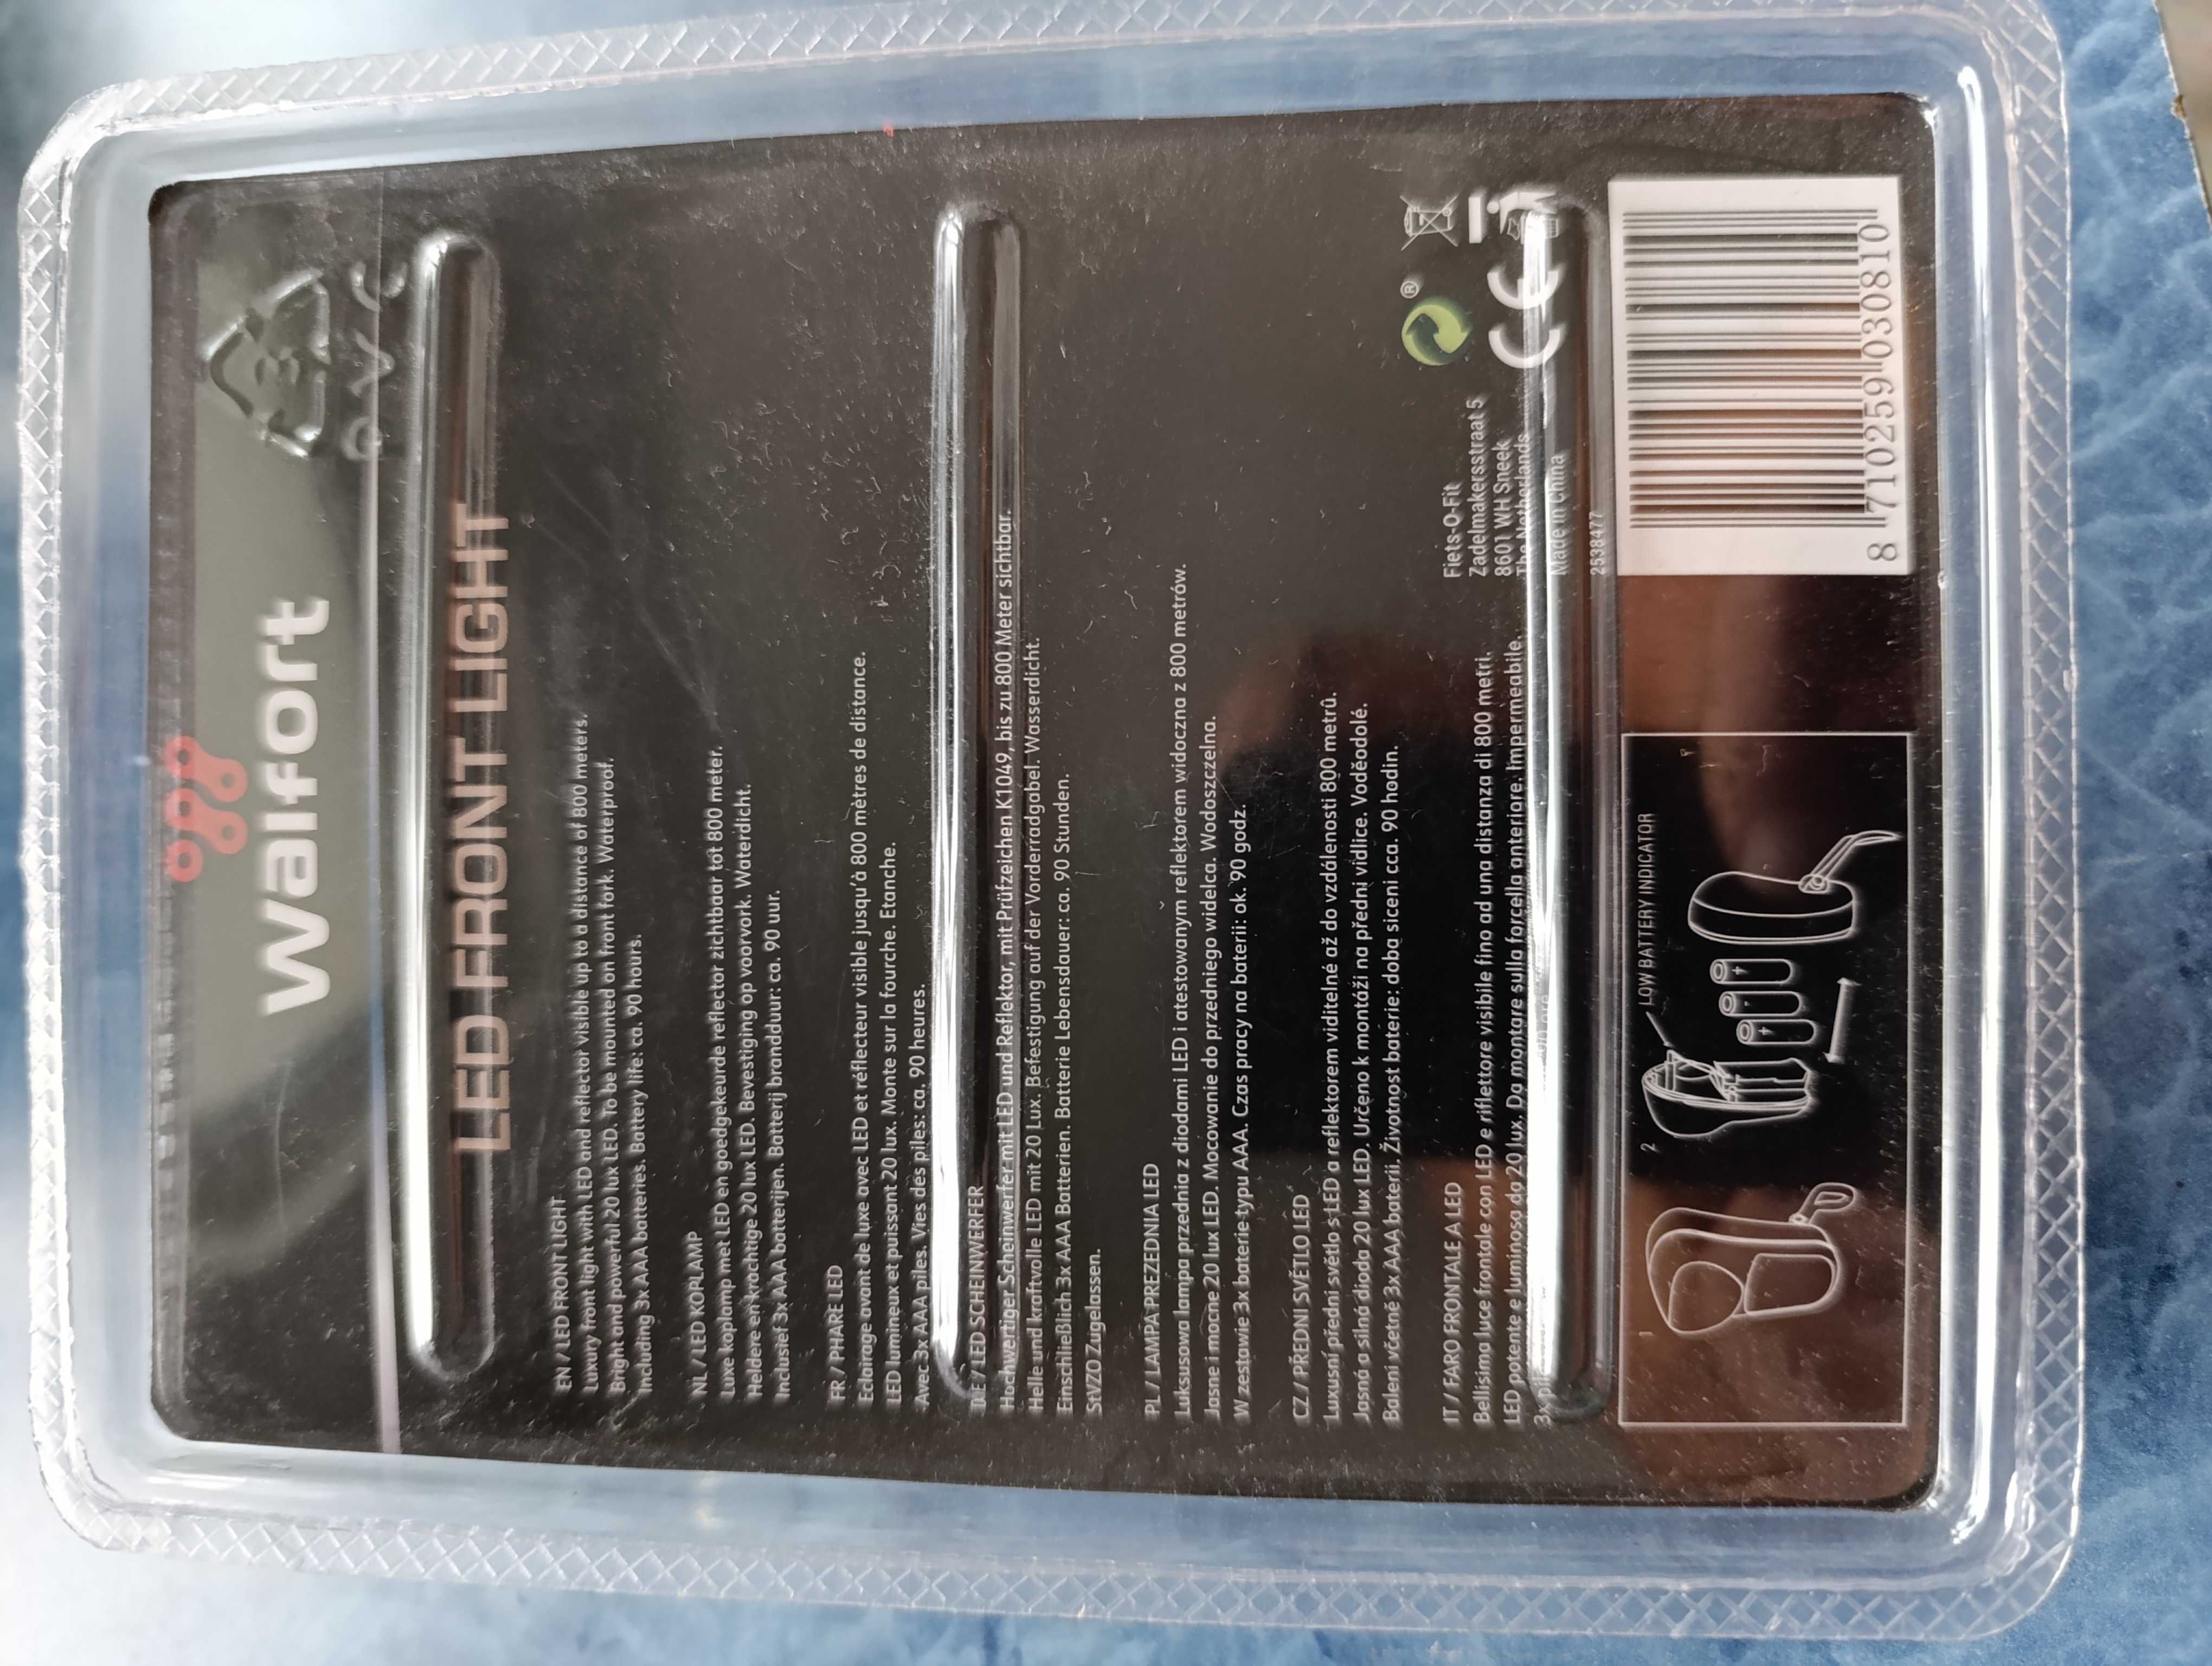 walfort
PVC
LED FRONT LIGHT
EN / LED FRONT LIGHT
Luxury front light with LED and reflector visible up to a distance of 800 meters.
Bright and powerful 20 lux LED. To be mounted on front fork. Waterprof.
Including 3x AAA batteries. Battery life: ca. 90 hours.
NL / LED KOPLAMP
Luxe koplamp met LED en goedgekeurde reflector zichtbaar tot 800 meter.
Heldere en krachtige 20 lux LED. Bevestiging op voorvork. Waterdicht.
Inclusief 3x AAA batterijen. Batterij brandduur: ca. 90 uur.
FR / PHARE LED
Eclairage avant de luxe avec LED et réflecteur visible jusqu'à 800 mètres de distance.
LED lumineux et puissant 20 lux. Monte sur la fourche. Etanche.
Avec 3x AAA piles. Vies des piles: ca. 90 heures.
DE / LED SCHEINWERFER
Hochwertiger Scheinwerfer mit LED und Reflektor, mit Prüfzeichen K1049, bis zu 800 Meter sichtbar.
Helle und kraftvolle LED mit 20 Lux. Befestigung auf der Vorderradgabel. Wasserdicht.
Einschließlich 3x AAA Batterien. Batterie Lebensdauer: ca. 90 Stunden.
StVZO Zugelassen.
PL / LAMPA PREZEDNIA LED
Luksusowa lampa przednia z diodami LED i atestowanym reflektorem widoczna z 800 metrów.
Jasne i mocne 20 lux LED. Mocowanie do przedniego widelca. Wodoszczelna.
W zestawie 3x baterie typu AAA. Czas pracy na baterii: ok. 90 godz.
CZ / PŘEDNI SVĚTLO LED
Luxusní přední světlo s LED a reflektorem viditelné až do vzdálenosti 800 metrů.
Jasná a silná dioda 20 lux LED. Určeno k montáži na přední vidlice. Voděodolé.
Balení včetně 3x AAA baterií. Životnost baterie: doba sicení cca. 90 hodin.
IT / FARO FRONTALE A LED
Bellisima luce frontale con LED e riflettore visibile fino ad una distanza di 800 metri.
LED potente e luminosa da 20 lux. Da montare sulla forcella anteriore. Impermeabile.
3x
Fiets-O-Fit
Zadelmakersstraat 5
8601 WH Sneek
The Netherlands
Made in China
2538477
®
CE
1
2
LOW BATTERY INDICATOR
8 710259 030810